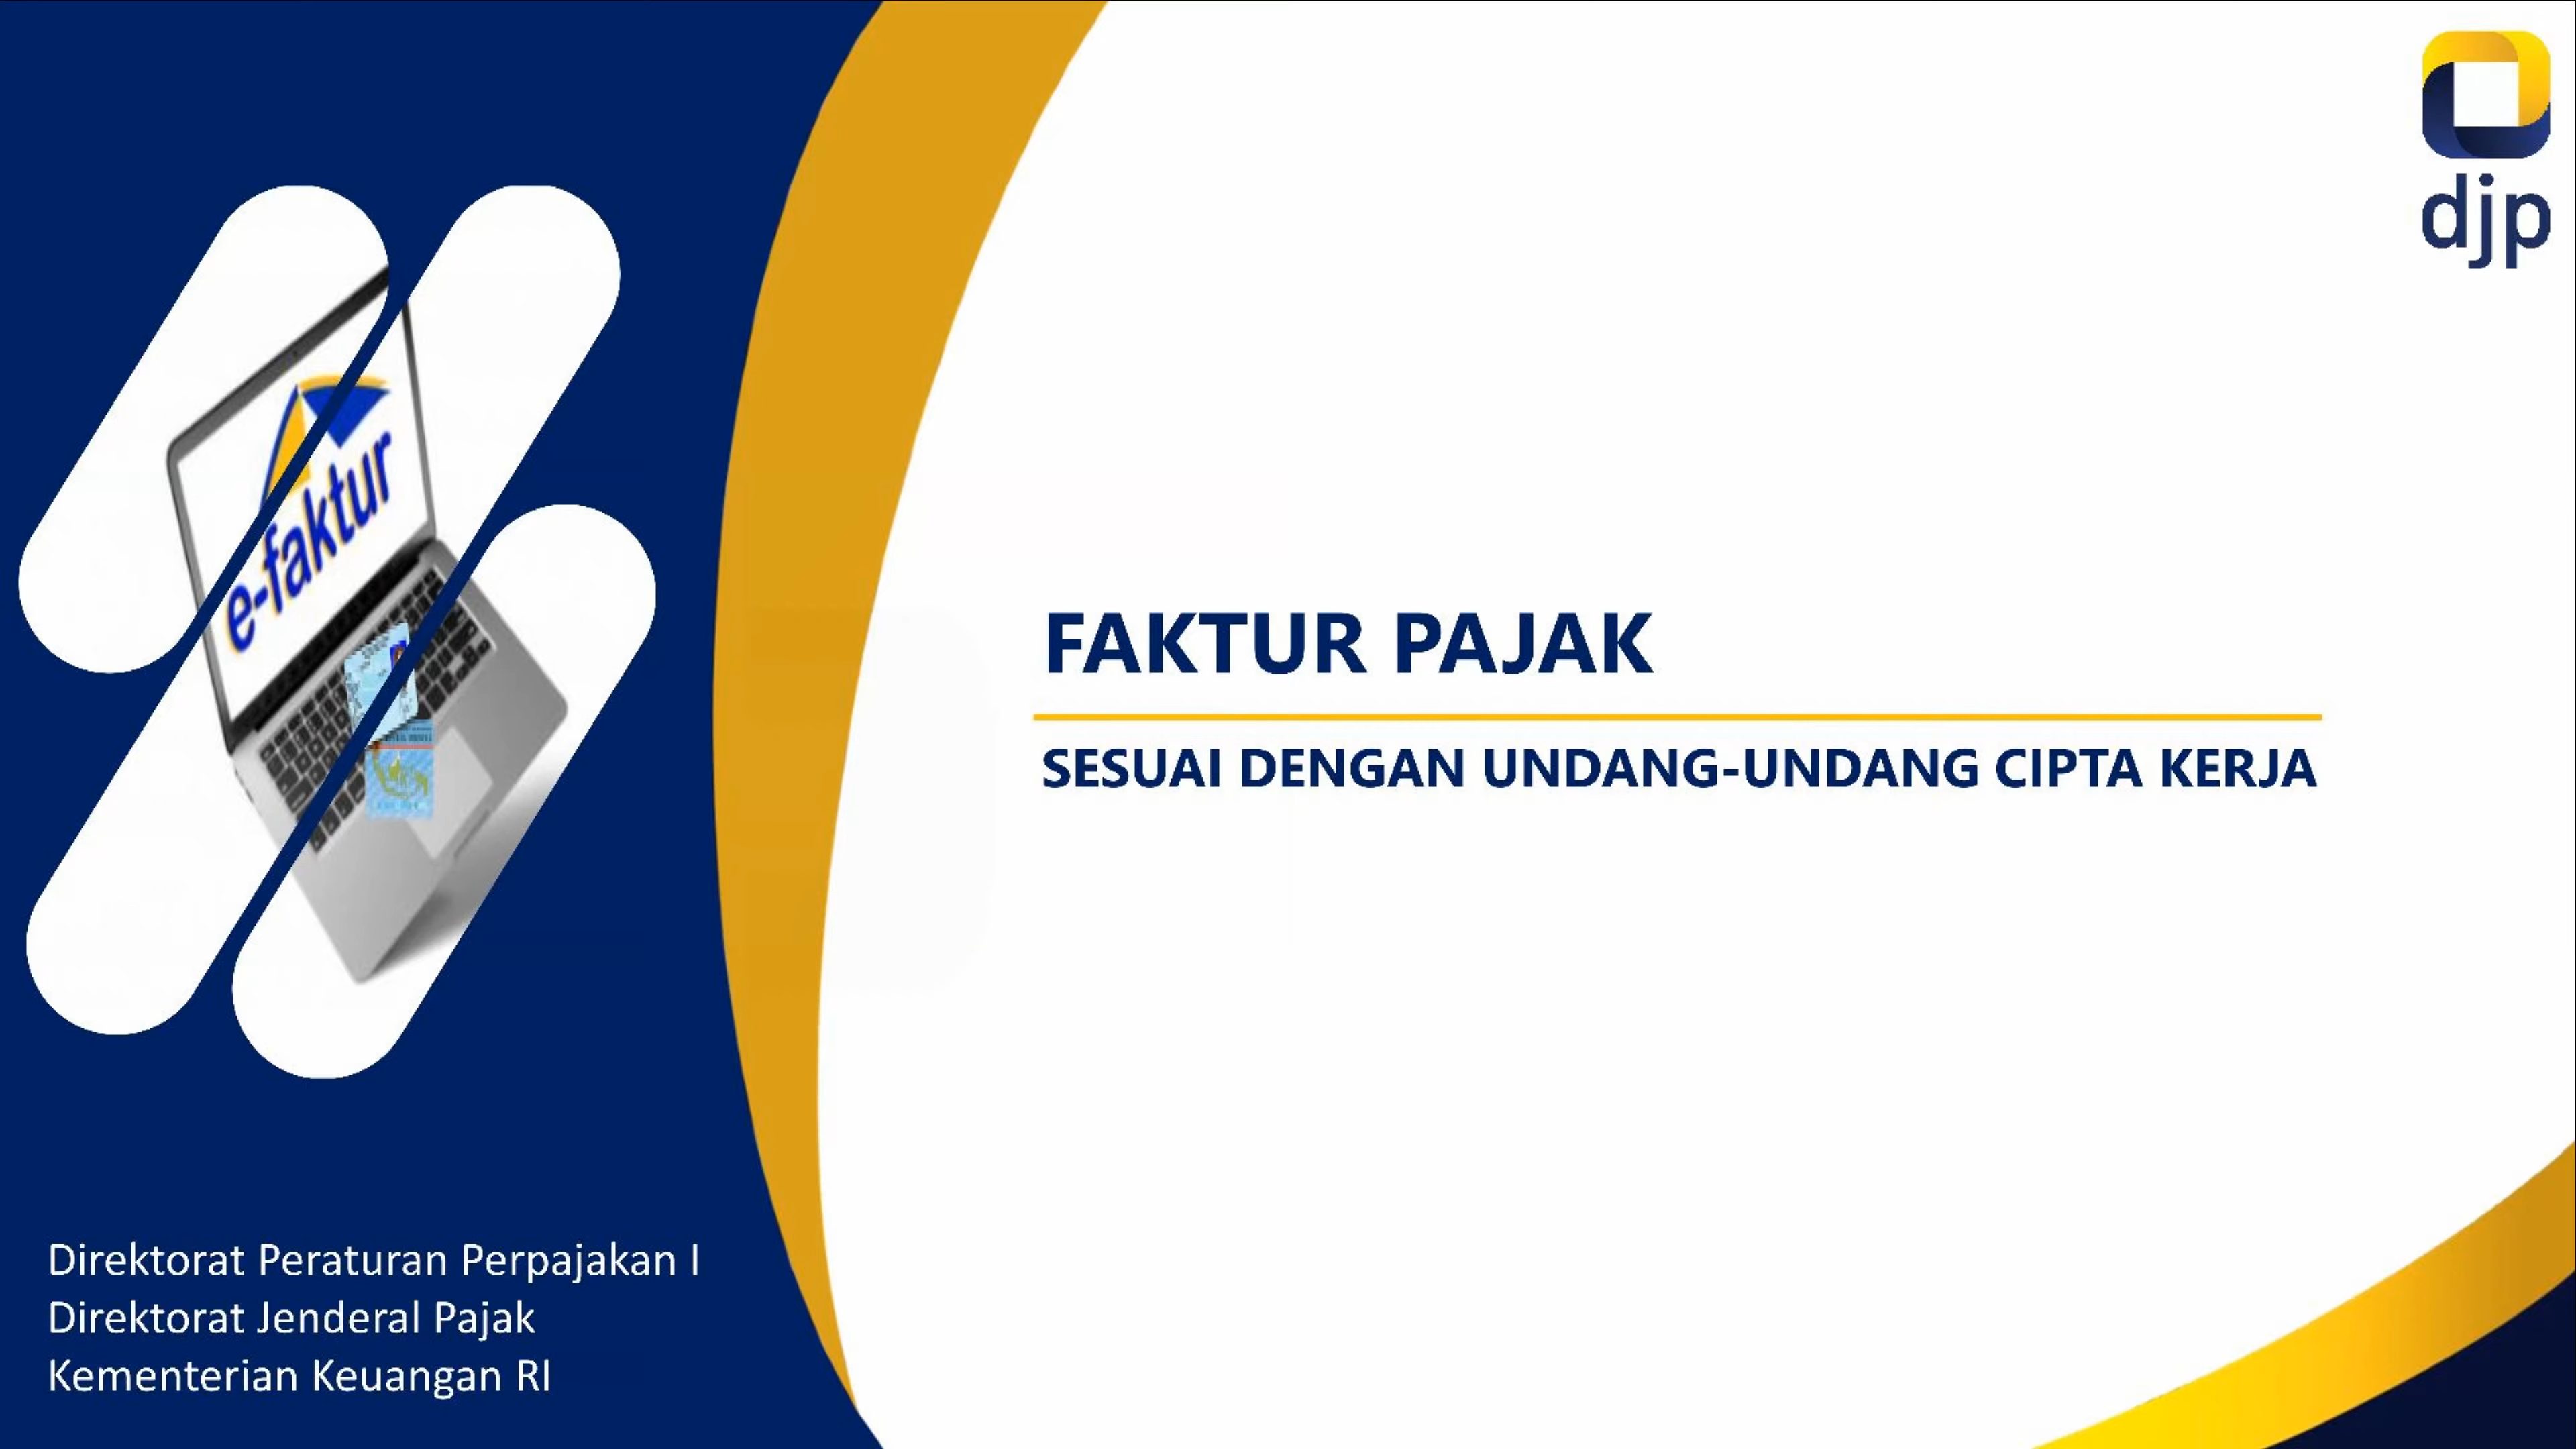 djp
e-faktur
FAKTUR PAJAK
SESUAI DENGAN UNDANG-UNDANG CIPTA KERJA
Direktorat Peraturan Perpajakan I
Direktorat Jenderal Pajak
Kementerian Keuangan RI